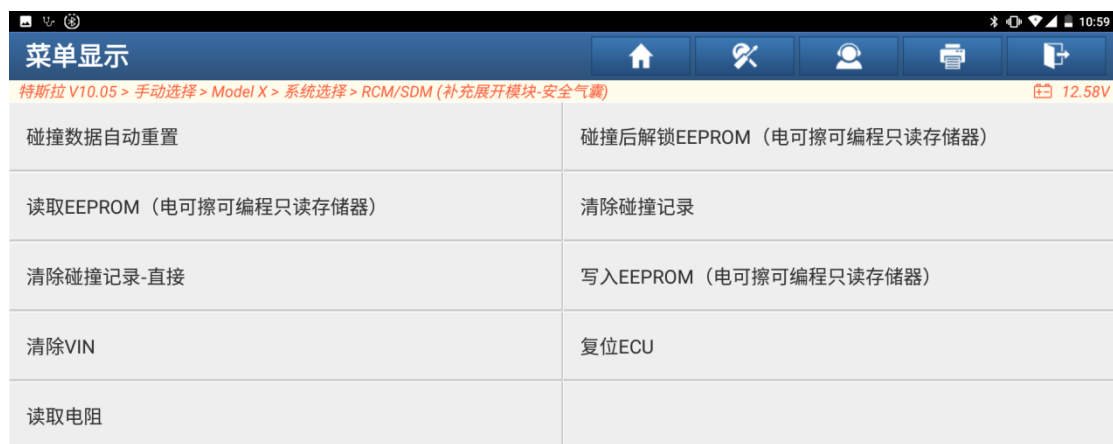 10:59
菜单显示
特斯拉 V10.05 > 手动选择 > Model X > 系统选择 > RCM/SDM (补充展开模块-安全气囊)
12.58V
碰撞数据自动重置
碰撞后解锁EEPROM（电可擦可编程只读存储器）
读取EEPROM（电可擦可编程只读存储器）
清除碰撞记录
清除碰撞记录-直接
写入EEPROM（电可擦可编程只读存储器）
清除VIN
复位ECU
读取电阻